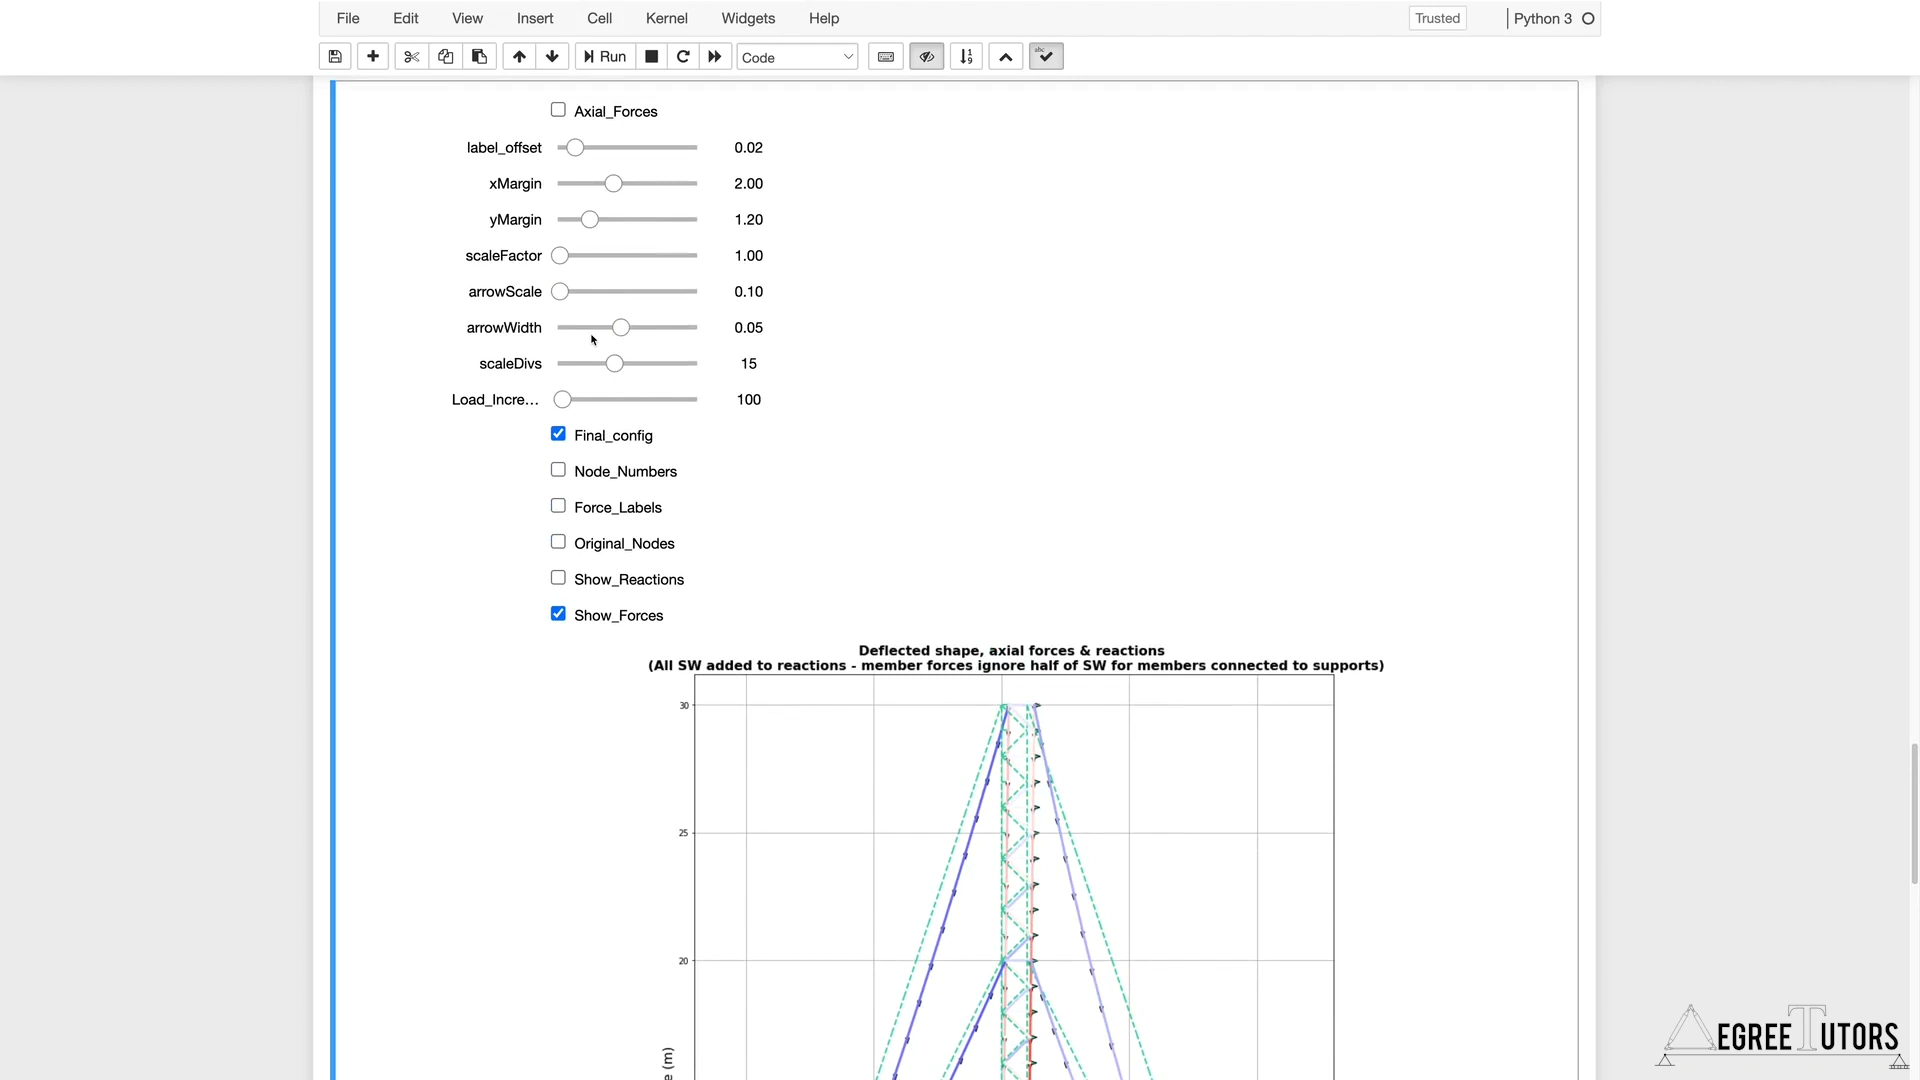 File Edit View Insert Cell Kernel Widgets Help Trusted Python 3
Run Code
Axial_Forces
label_offset 0.02
xMargin 2.00
yMargin 1.20
scaleFactor 1.00
arrowScale 0.10
arrowWidth 0.05
scaleDivs 15
Load_Incre... 100
Final_config
Node_Numbers
Force_Labels
Original_Nodes
Show_Reactions
Show_Forces
Deflected shape, axial forces & reactions
(All SW added to reactions - member forces ignore half of SW for members connected to supports)
30
25
20
e (m)
DEGREE TUTORS